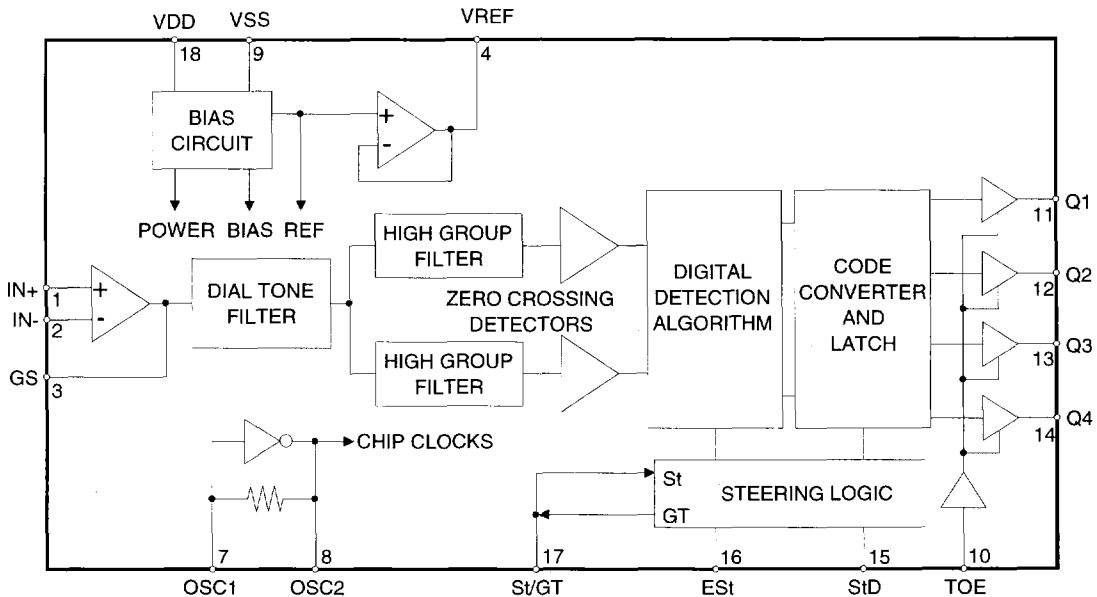 VDD VSS VREF
18 9 4
BIAS
CIRCUIT
+
-
POWER BIAS REF
HIGH GROUP
FILTER
DIGITAL
DETECTION
ALGORITHM
CODE
CONVERTER
AND
LATCH
11 Q1
12 Q2
13 Q3
14 Q4
IN+
1
IN-
2
+
-
GS
3
DIAL TONE
FILTER
ZERO CROSSING
DETECTORS
HIGH GROUP
FILTER
CHIP CLOCKS
St
GT
STEERING LOGIC
7 8 17 16 15 10
OSC1 OSC2 St/GT ESt StD TOE